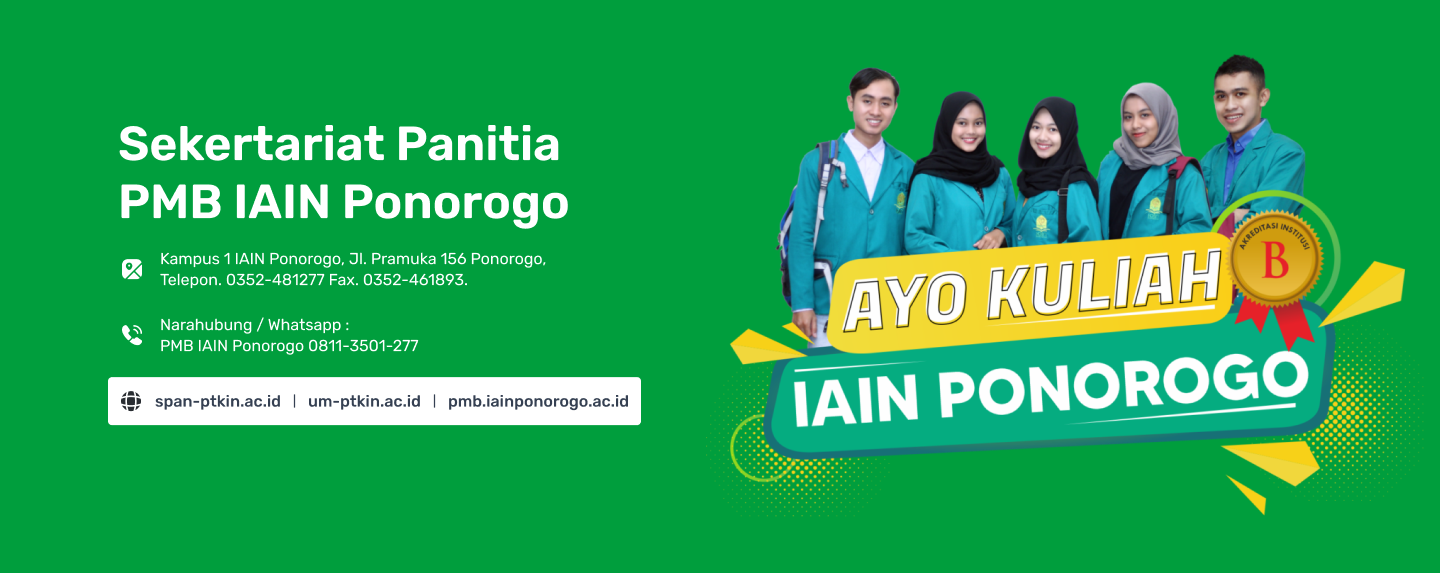 Sekertariat Panitia
PMB IAIN Ponorogo
Kampus 1 IAIN Ponorogo, Jl. Pramuka 156 Ponorogo,
Telepon. 0352-481277 Fax. 0352-461893.
Narahubung / Whatsapp :
PMB IAIN Ponorogo 0811-3501-277
span-ptkin.ac.id | um-ptkin.ac.id | pmb.iainponorogo.ac.id
AKREDITASI INSTITUSI
B
AYO KULIAH
IAIN PONOROGO